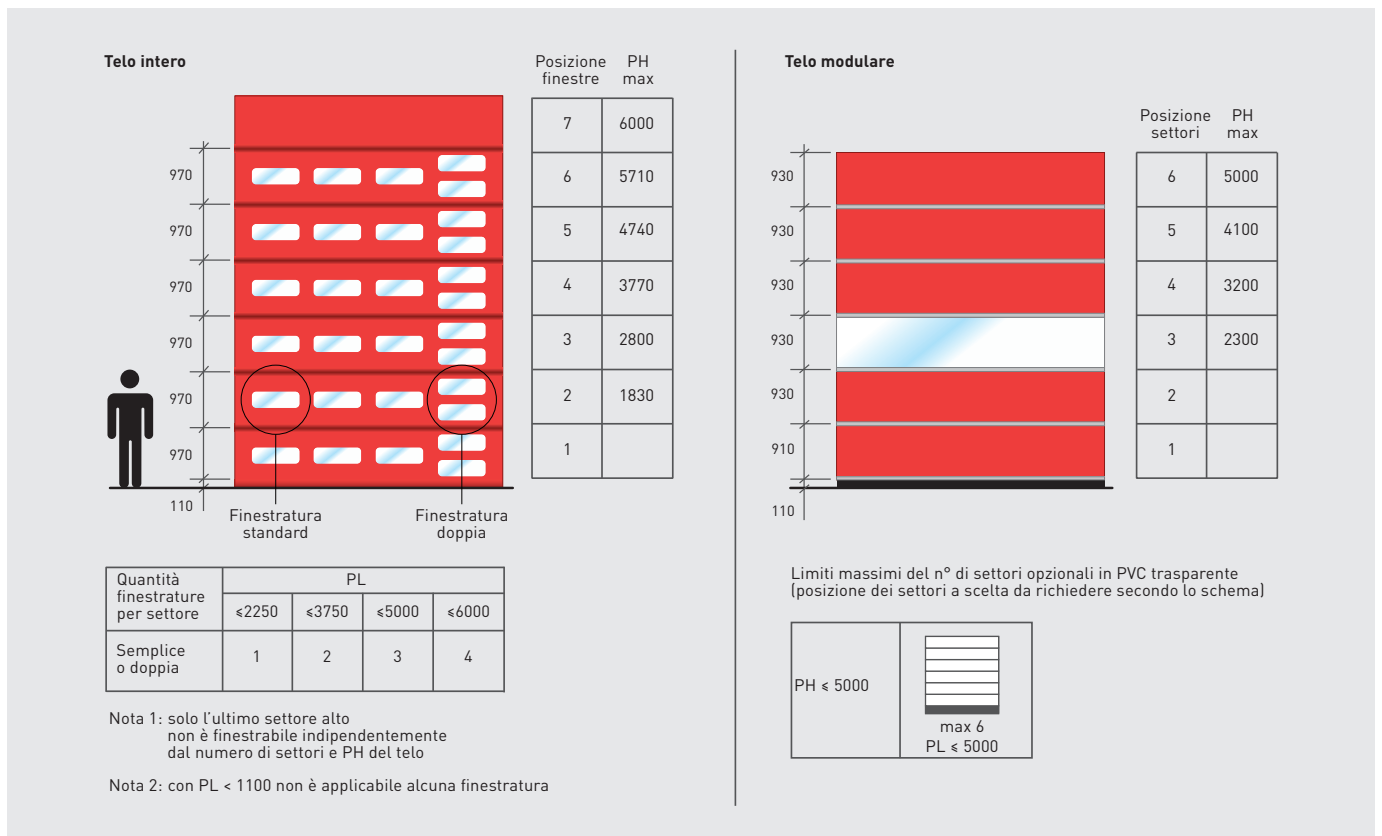 Telo intero
Posizione finestre
PH max
7 6000
6 5710
5 4740
4 3770
3 2800
2 1830
1
970
970
970
970
970
970
110
Finestratura standard
Finestratura doppia
Quantità finestrature per settore
PL
≤2250 ≤3750 ≤5000 ≤6000
Semplice o doppia
1 2 3 4
Nota 1: solo l'ultimo settore alto
non è finestrabile indipendentemente
dal numero di settori e PH del telo
Nota 2: con PL < 1100 non è applicabile alcuna finestratura
Telo modulare
Posizione settori
PH max
6 5000
5 4100
4 3200
3 2300
2
1
930
930
930
930
930
910
110
Limiti massimi del n° di settori opzionali in PVC trasparente
(posizione dei settori a scelta da richiedere secondo lo schema)
PH ≤ 5000
max 6
PL ≤ 5000